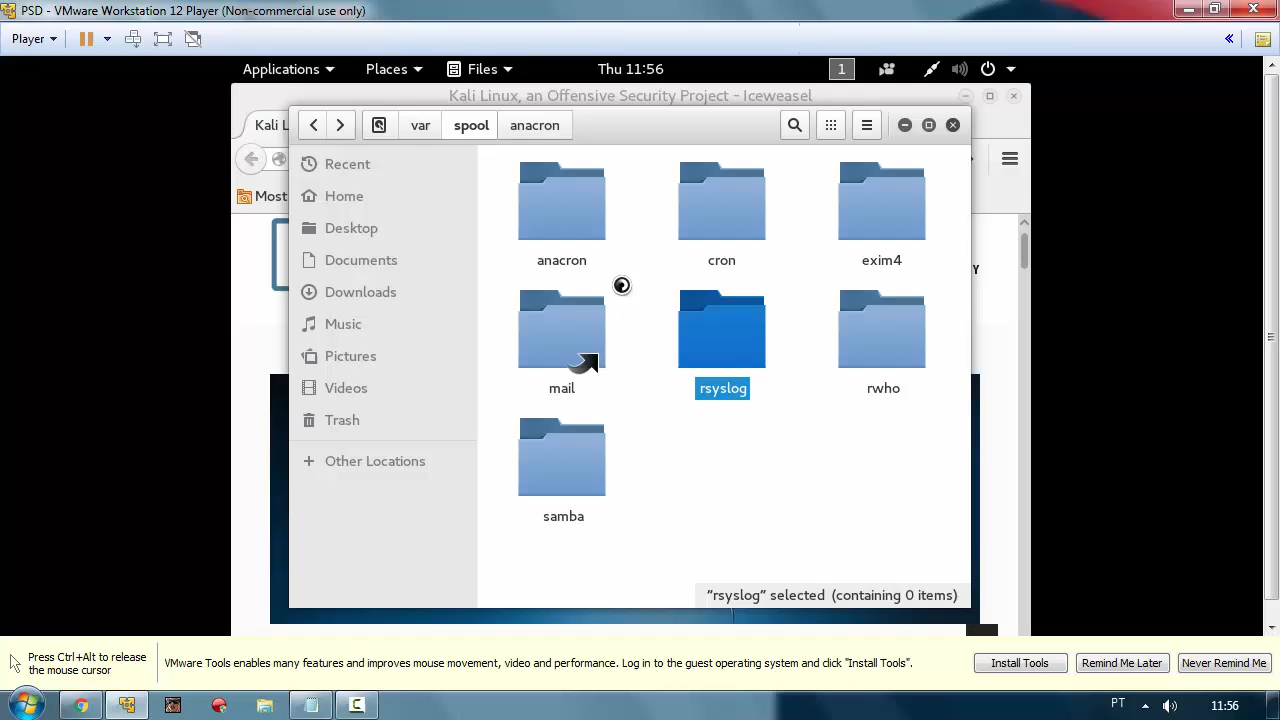 PSD - VMware Workstation 12 Player (Non-commercial use only)
Player
Applications Places Files Thu 11:56 1
Kali Linux, an Offensive Security Project - Iceweasel
Kali L
var spool anacron
Most
Recent
Home
Desktop
Documents
Downloads
Music
Pictures
Videos
Trash
Other Locations
anacron cron exim4
mail rsyslog rwho
samba
"rsyslog" selected (containing 0 items)
Y
Press Ctrl+Alt to release
the mouse cursor
VMware Tools enables many features and improves mouse movement, video and performance. Log in to the guest operating system and click "Install Tools".
Install Tools Remind Me Later Never Remind Me
PT 11:56